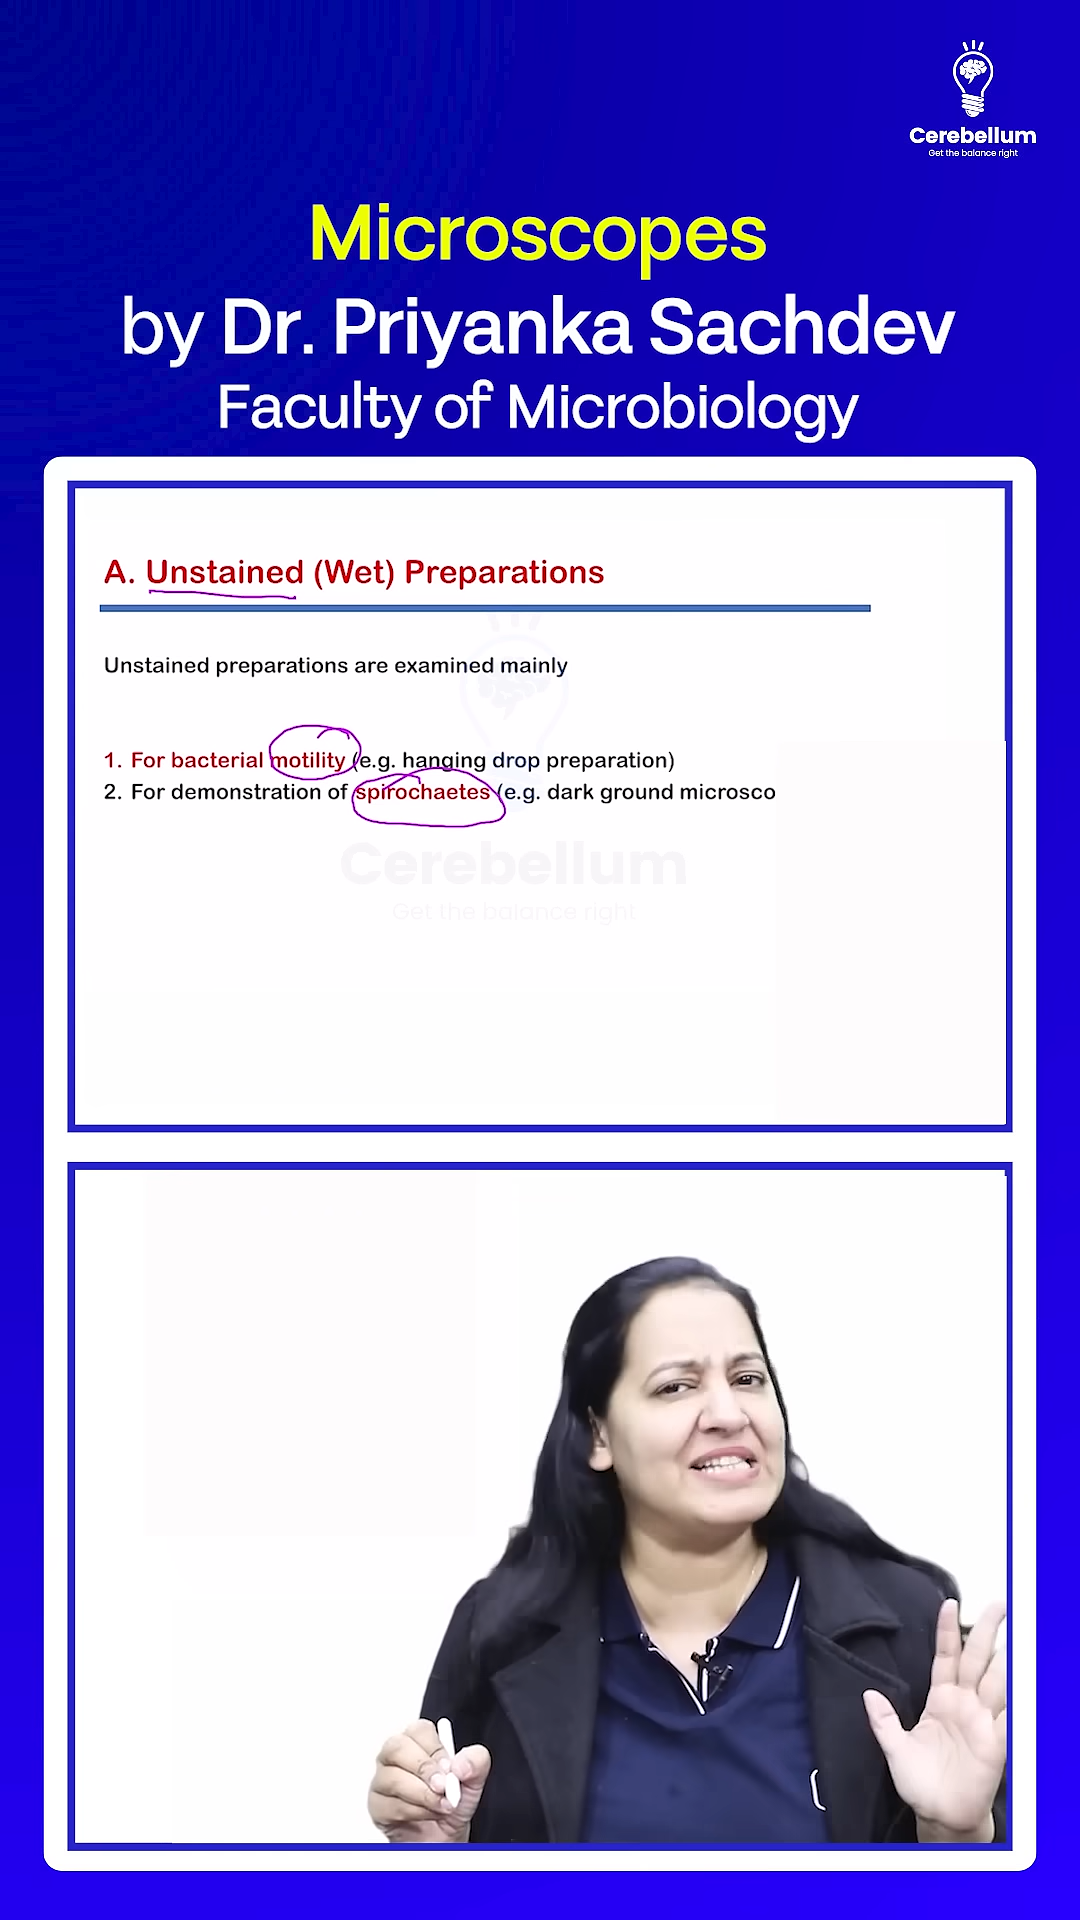 Cerebellum
Get the balance right
Microscopes
by Dr. Priyanka Sachdev
Faculty of Microbiology
A. Unstained (Wet) Preparations
Unstained preparations are examined mainly
1. For bacterial motility (e.g. hanging drop preparation)
2. For demonstration of spirochaetes (e.g. dark ground microsco
Cerebellum
Get the balance right